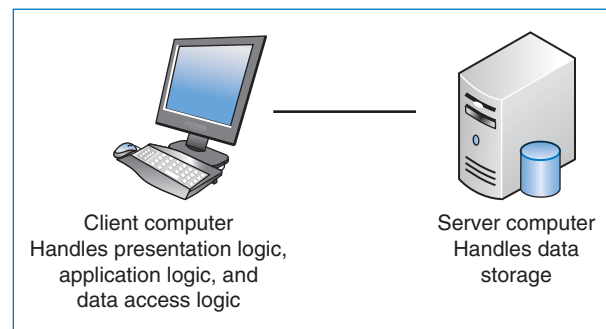 Client computer
Handles presentation logic,
application logic, and
data access logic
Server computer
Handles data
storage